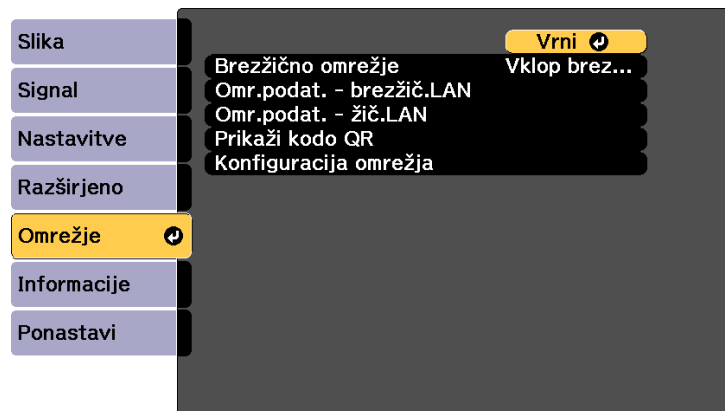 Slika
Signal
Nastavitve
Razširjeno
Omrežje
Informacije
Ponastavi
Vrni
Brezžično omrežje Vklop brez...
Omr.podat. - brezžič.LAN
Omr.podat. - žič.LAN
Prikaži kodo QR
Konfiguracija omrežja